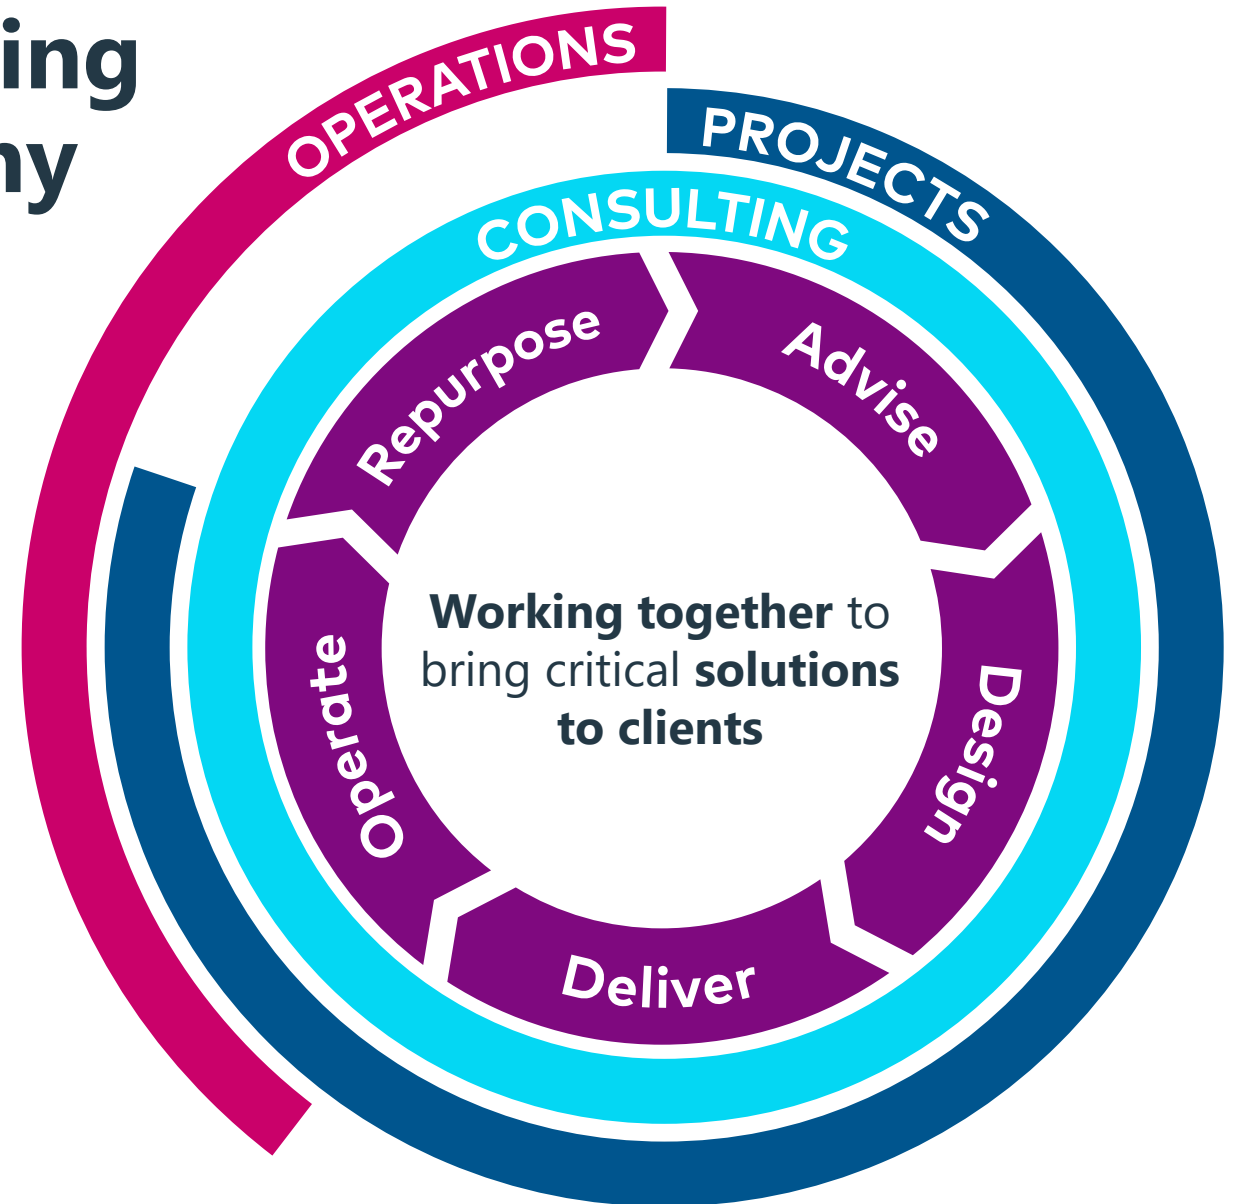 ing
ny
OPERATIONS
PROJECTS
CONSULTING
Repurpose
Advise
Design
Deliver
Operate
Working together to
bring critical solutions
to clients